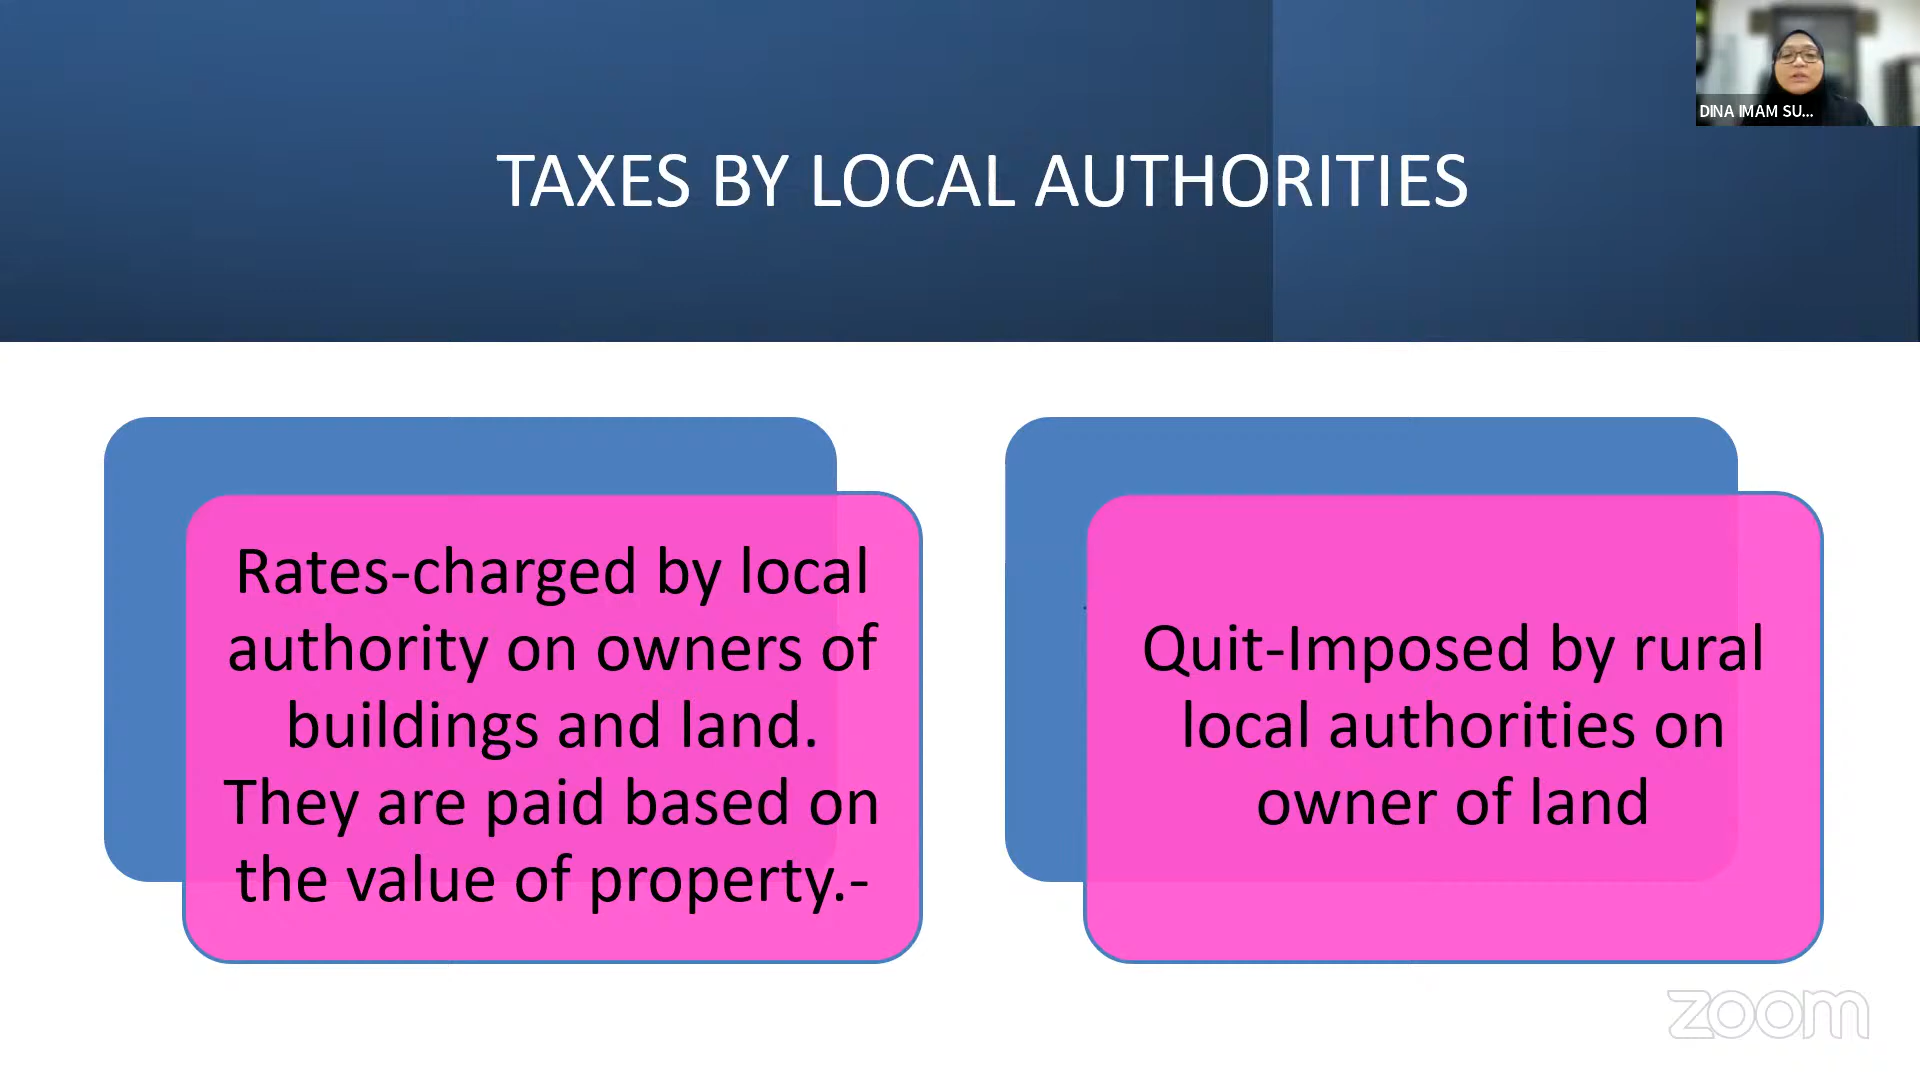 DINA IMAM SU...
TAXES BY LOCAL AUTHORITIES
Rates-charged by local
authority on owners of
buildings and land.
They are paid based on
the value of property.-
Quit-Imposed by rural
local authorities on
owner of land
zoom